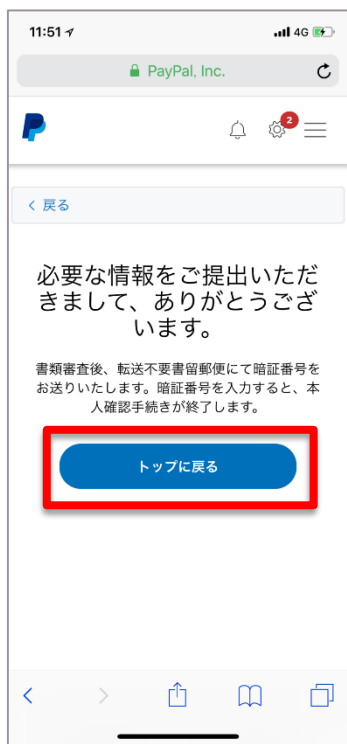 11:51 4G
PayPal, Inc.
2
戻る
必要な情報をご提出いただ
きまして、ありがとうござ
います。
書類審査後、転送不要書留郵便にて暗証番号を
お送りいたします。暗証番号を入力すると、本
人確認手続きが終了します。
トップに戻る